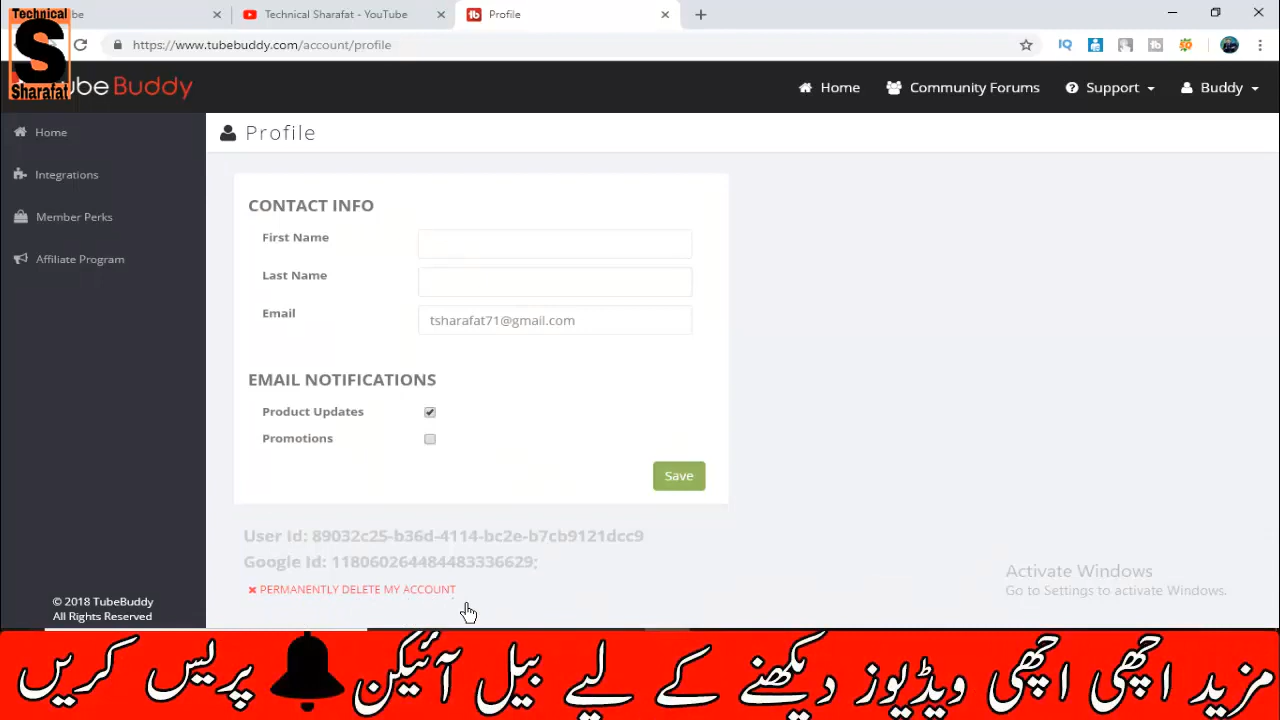 Technical
S
Sharafat
be
Technical Sharafat - YouTube
Profile
https://www.tubebuddy.com/account/profile
ube Buddy
Home
Community Forums
Support
Buddy
Home
Integrations
Member Perks
Affiliate Program
© 2018 TubeBuddy
All Rights Reserved
Profile
CONTACT INFO
First Name
Last Name
Email
tsharafat71@gmail.com
EMAIL NOTIFICATIONS
Product Updates
Promotions
Save
User Id: 89032c25-b36d-4114-bc2e-b7cb9121dcc9
Google Id: 118060264484483336629;
PERMANENTLY DELETE MY ACCOUNT
Activate Windows
Go to Settings to activate Windows.
مزید اچھی اچھی ویڈیوز دیکھنے کے لیے بیل آئیکن پریس کریں